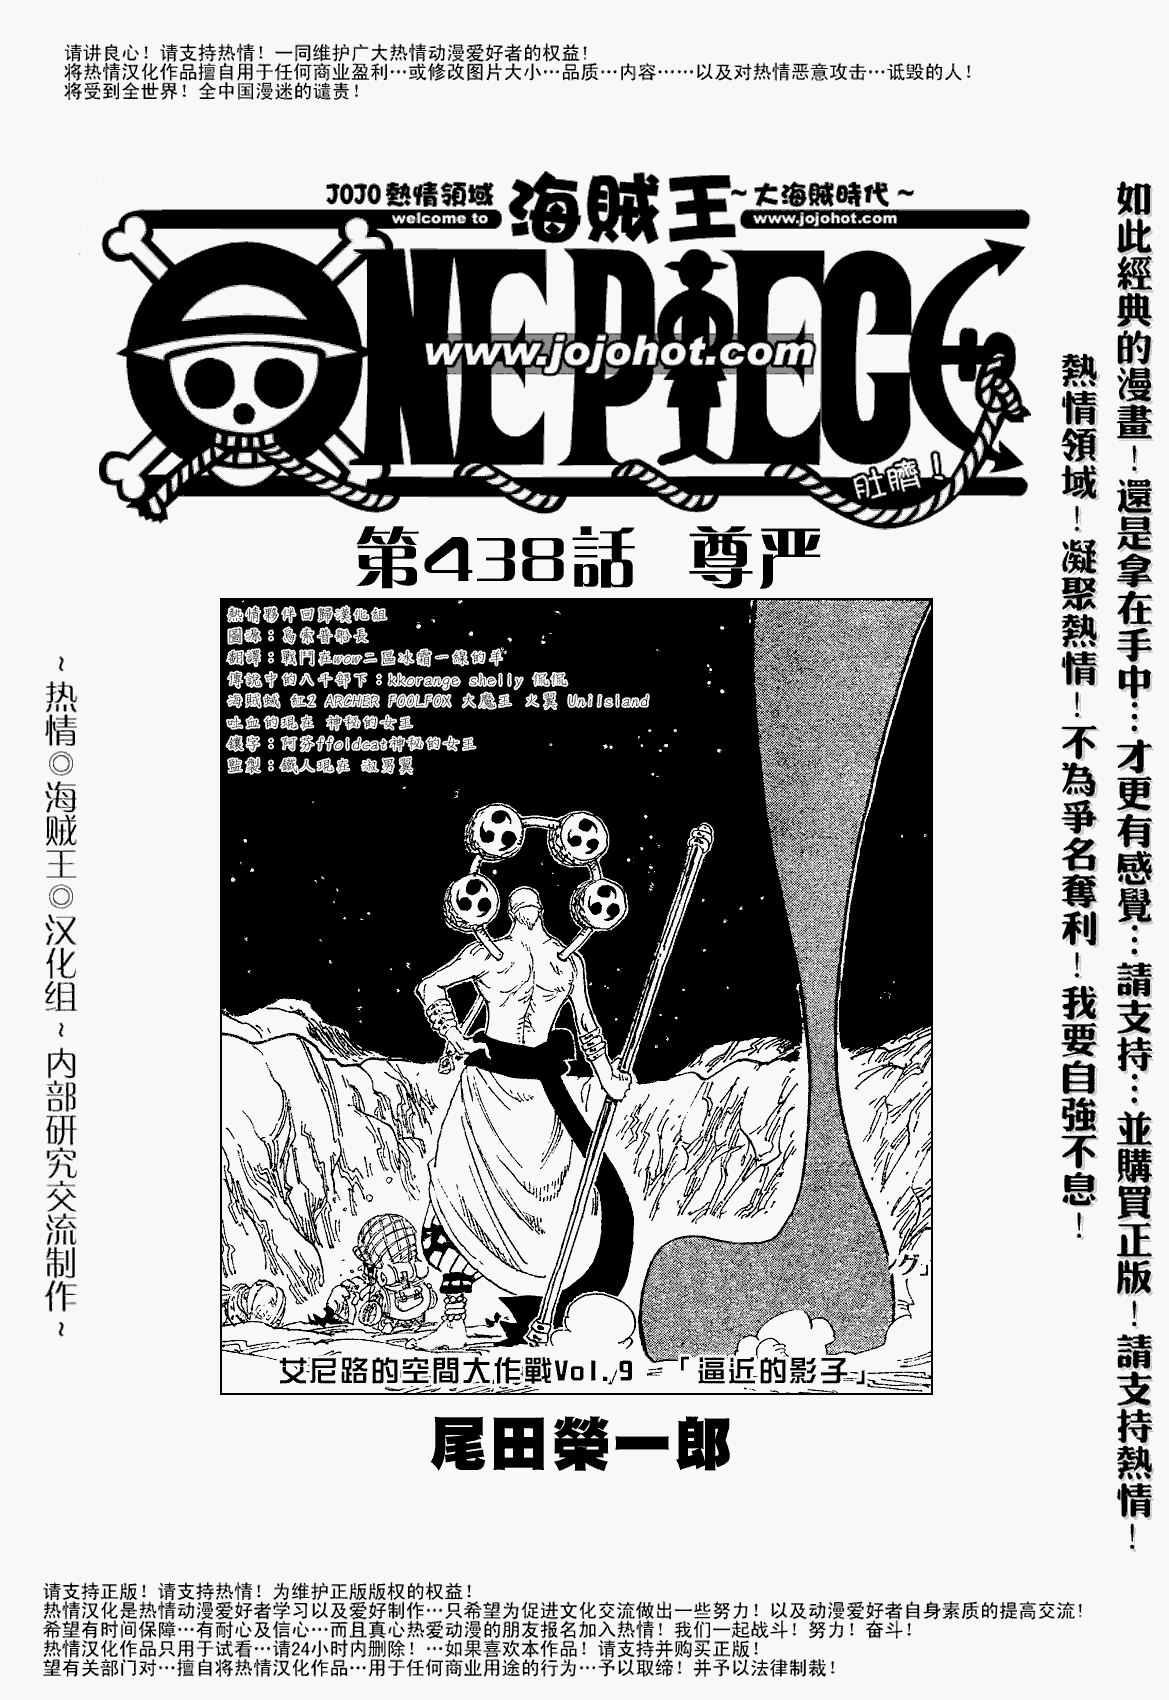 请讲良心！请支持热情！一同维护广大热情动漫爱好者的权益！
将热情汉化作品擅自用于任何商业盈利…或修改图片大小…品质…内容……以及对热情恶意攻击…诋毁的人！
将受到全世界！全中国漫迷的谴责！
JOJO熱情領域
welcome to
海賊王
~大海賊時代~
www.jojohot.com
ONE PIECE
www.jojohot.com
肚臍！
第438話 尊严
熱情夥伴回歸漢化組
圖源：烏索普船長
翻譯：戰鬥在wow二區冰霜一線的羊
傳說中的八千部下：kkorange shelly 侃侃
海賊賊 紅2 ARCHER FOOLFOX 大魔王 火翼 Uniisland
吐血的現在 神秘的女王
鑲字：阿芬ffoldcat神秘的女王
監製：鐵人現在 淑男翼
グ」
艾尼路的空間大作戰Vol.9 「逼近的影子」
尾田榮一郎
如此經典的漫畫！還是拿在手中…才更有感覺…請支持…並購買正版！請支持熱情！
熱情領域！凝聚熱情！不為爭名奪利！我要自強不息！
~热情◎海贼王◎汉化组~内部研究交流制作~
请支持正版！请支持热情！为维护正版版权的权益！
热情汉化是热情动漫爱好者学习以及爱好制作…只希望为促进文化交流做出一些努力！以及动漫爱好者自身素质的提高交流！
希望有时间保障…有耐心及信心…而且真心热爱动漫的朋友报名加入热情！我们一起战斗！努力！奋斗！
热情汉化作品只用于试看…请24小时内删除！…如果喜欢本作品！请支持并购买正版！
望有关部门对…擅自将热情汉化作品…用于任何商业用途的行为…予以取缔！并予以法律制裁！